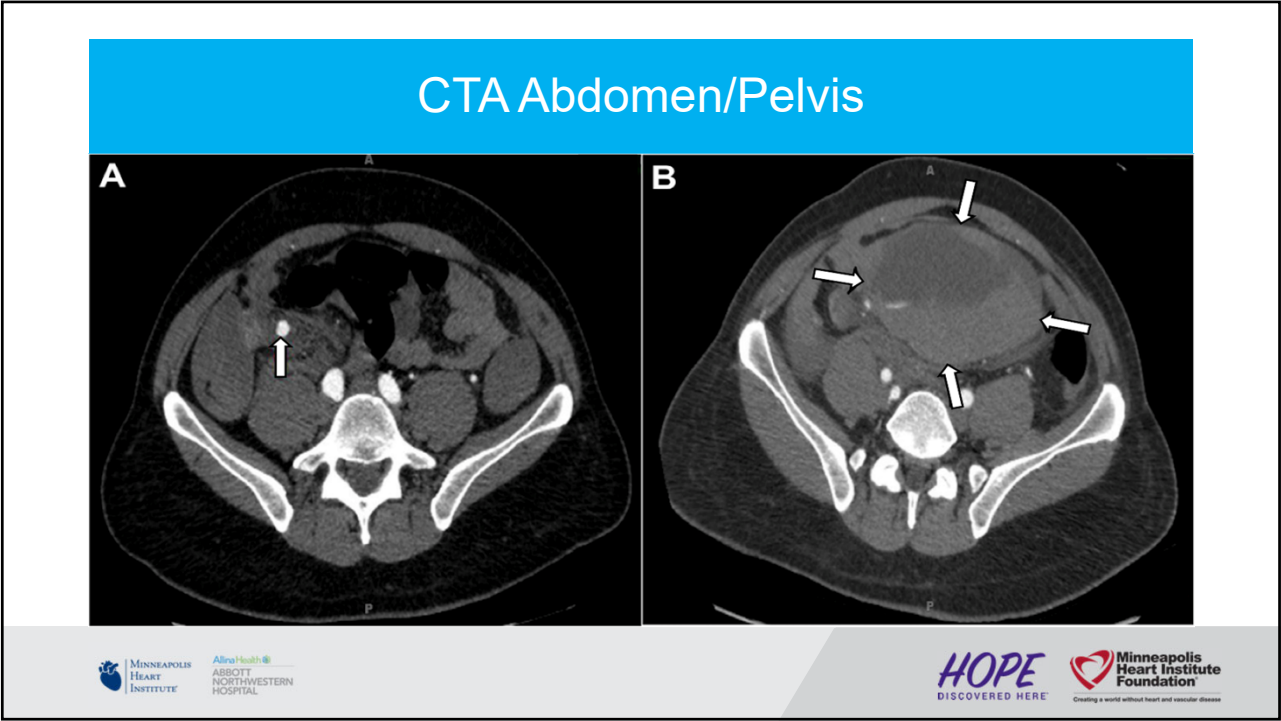 CTA Abdomen/Pelvis
A
A
P
B
A
P
MINNEAPOLIS
HEART
INSTITUTE®
Allina Health
ABBOTT
NORTHWESTERN
HOSPITAL
HOPE
DISCOVERED HERE™
Minneapolis
Heart Institute
Foundation®
Creating a world without heart and vascular disease